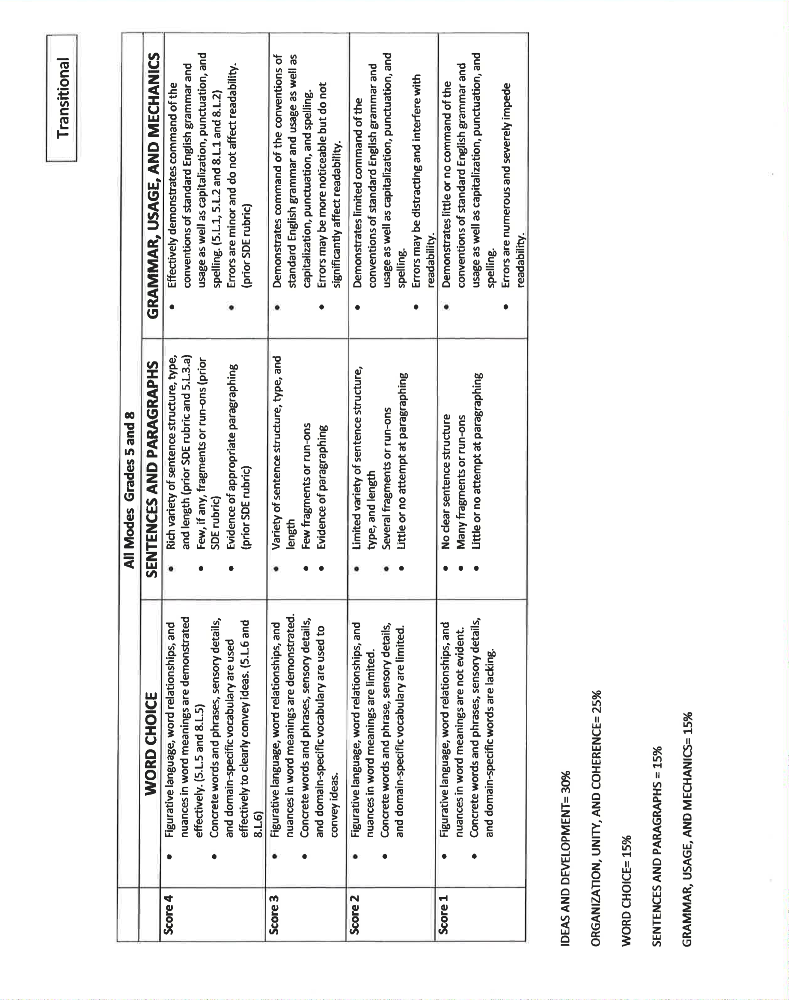 Transitional
All Modes  Grades 5 and 8
WORD CHOICE
SENTENCES AND PARAGRAPHS
GRAMMAR, USAGE, AND MECHANICS
Score 4
• Figurative language, word relationships, and
nuances in word meanings are demonstrated
effectively. (5.L.5 and 8.L.5)
• Concrete words and phrases, sensory details,
and domain-specific vocabulary are used
effectively to clearly convey ideas. (5.L.6 and
8.L.6)
• Rich variety of sentence structure, type,
and length (prior SDE rubric and 5.L.3.a)
• Few, if any, fragments or run-ons (prior
SDE rubric)
• Evidence of appropriate paragraphing
(prior SDE rubric)
• Effectively demonstrates command of the
conventions of standard English grammar and
usage as well as capitalization, punctuation, and
spelling. (5.L.1, 5.L.2 and 8.L.1 and 8.L.2)
• Errors are minor and do not affect readability.
(prior SDE rubric)
Score 3
• Figurative language, word relationships, and
nuances in word meanings are demonstrated.
• Concrete words and phrases, sensory details,
and domain-specific vocabulary are used to
convey ideas.
• Variety of sentence structure, type, and
length
• Few fragments or run-ons
• Evidence of paragraphing
• Demonstrates command of the conventions of
standard English grammar and usage as well as
capitalization, punctuation, and spelling.
• Errors may be more noticeable but do not
significantly affect readability.
Score 2
• Figurative language, word relationships, and
nuances in word meanings are limited.
• Concrete words and phrase, sensory details,
and domain-specific vocabulary are limited.
• Limited variety of sentence structure,
type, and length
• Several fragments or run-ons
• Little or no attempt at paragraphing
• Demonstrates limited command of the
conventions of standard English grammar and
usage as well as capitalization, punctuation, and
spelling.
• Errors may be distracting and interfere with
readability.
Score 1
• Figurative language, word relationships, and
nuances in word meanings are not evident.
• Concrete words and phrases, sensory details,
and domain-specific words are lacking.
• No clear sentence structure
• Many fragments or run-ons
• Little or no attempt at paragraphing
• Demonstrates little or no command of the
conventions of standard English grammar and
usage as well as capitalization, punctuation, and
spelling.
• Errors are numerous and severely impede
readability.
IDEAS AND DEVELOPMENT= 30%
ORGANIZATION, UNITY, AND COHERENCE= 25%
WORD CHOICE= 15%
SENTENCES AND PARAGRAPHS = 15%
GRAMMAR, USAGE, AND MECHANICS= 15%